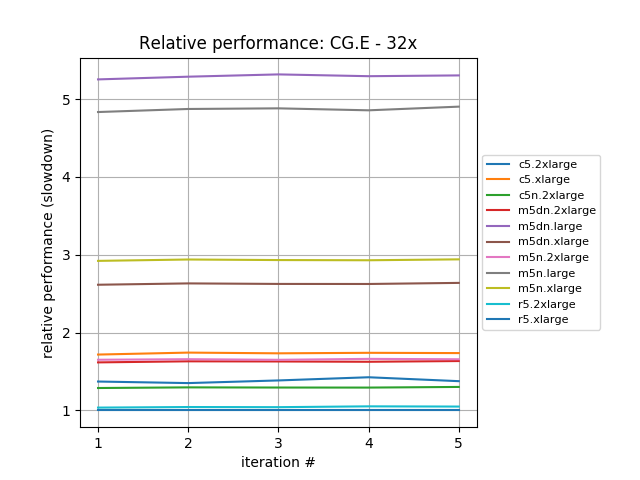 Relative performance: CG.E - 32x
relative performance (slowdown)
5
4
3
2
1
1 2 3 4 5
iteration #
c5.2xlarge
c5.xlarge
c5n.2xlarge
m5dn.2xlarge
m5dn.large
m5dn.xlarge
m5n.2xlarge
m5n.large
m5n.xlarge
r5.2xlarge
r5.xlarge